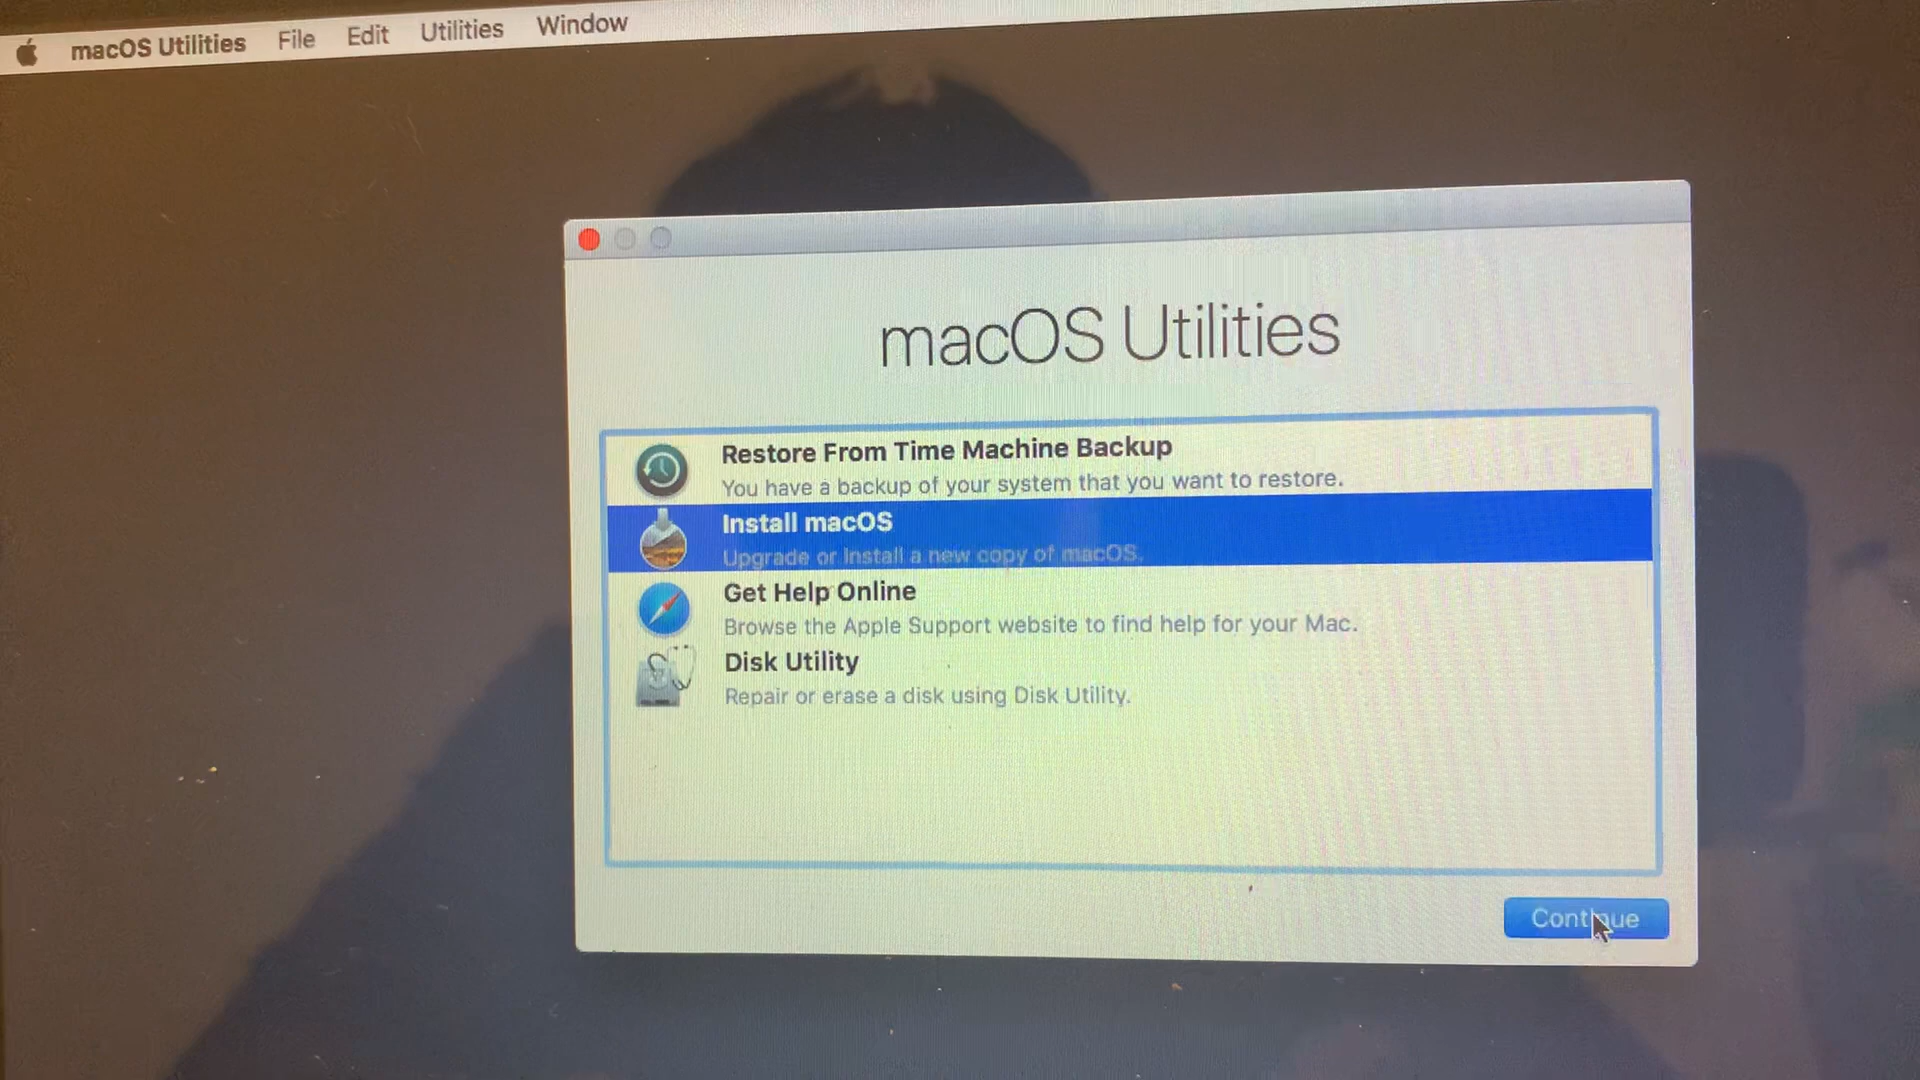 macOS Utilities File Edit Utilities Window
macOS Utilities
Restore From Time Machine Backup
You have a backup of your system that you want to restore.
Install macOS
Upgrade or Install a new copy of macOS.
Get Help Online
Browse the Apple Support website to find help for your Mac.
Disk Utility
Repair or erase a disk using Disk Utility.
Continue